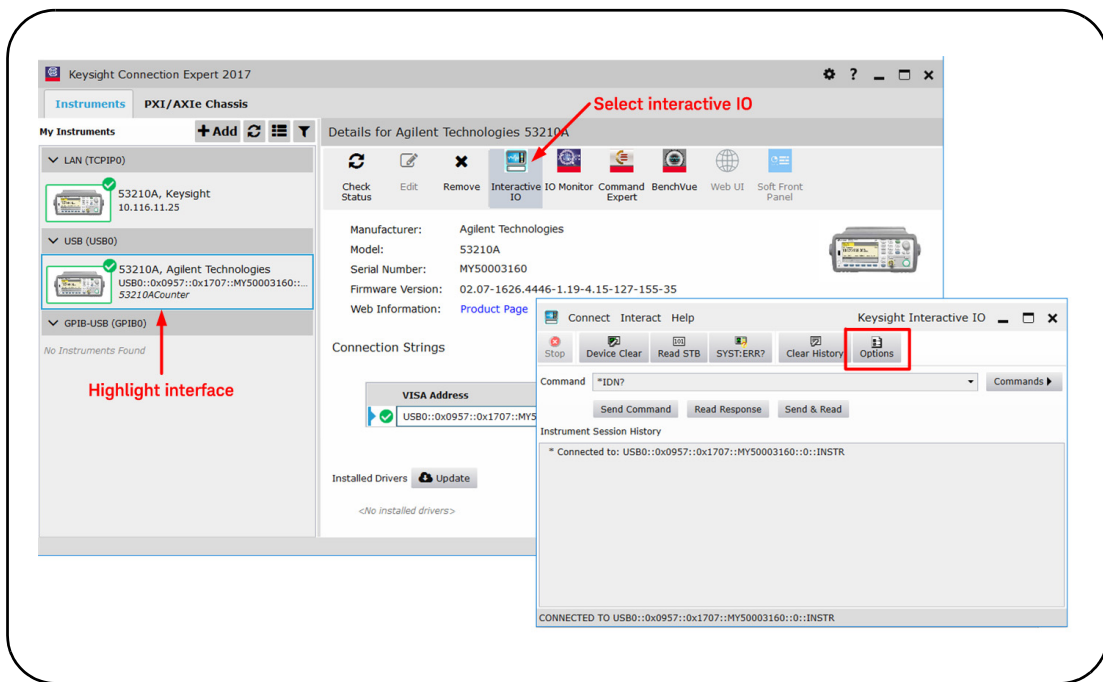 Keysight Connection Expert 2017
?
Instruments PXI/AXIe Chassis
Select interactive IO
My Instruments
+ Add
Details for Agilent Technologies 53210A
LAN (TCPIP0)
53210A, Keysight
10.116.11.25
USB (USB0)
53210A, Agilent Technologies
USB0::0x0957::0x1707::MY50003160::...
53210ACounter
GPIB-USB (GPIB0)
No Instruments Found
Highlight interface
Check
Status
Edit
Remove
Interactive
IO
IO Monitor
Command
Expert
BenchVue
Web UI
Soft Front
Panel
Manufacturer: Agilent Technologies
Model: 53210A
Serial Number: MY50003160
Firmware Version: 02.07-1626.4446-1.19-4.15-127-155-35
Web Information: Product Page
Connection Strings
VISA Address
USB0::0x0957::0x1707::MY5
Installed Drivers Update
<No installed drivers>
Connect Interact Help Keysight Interactive IO
Stop Device Clear Read STB SYST:ERR? Clear History Options
Command *IDN? Commands
Send Command Read Response Send & Read
Instrument Session History
* Connected to: USB0::0x0957::0x1707::MY50003160::0::INSTR
CONNECTED TO USB0::0x0957::0x1707::MY50003160::0::INSTR